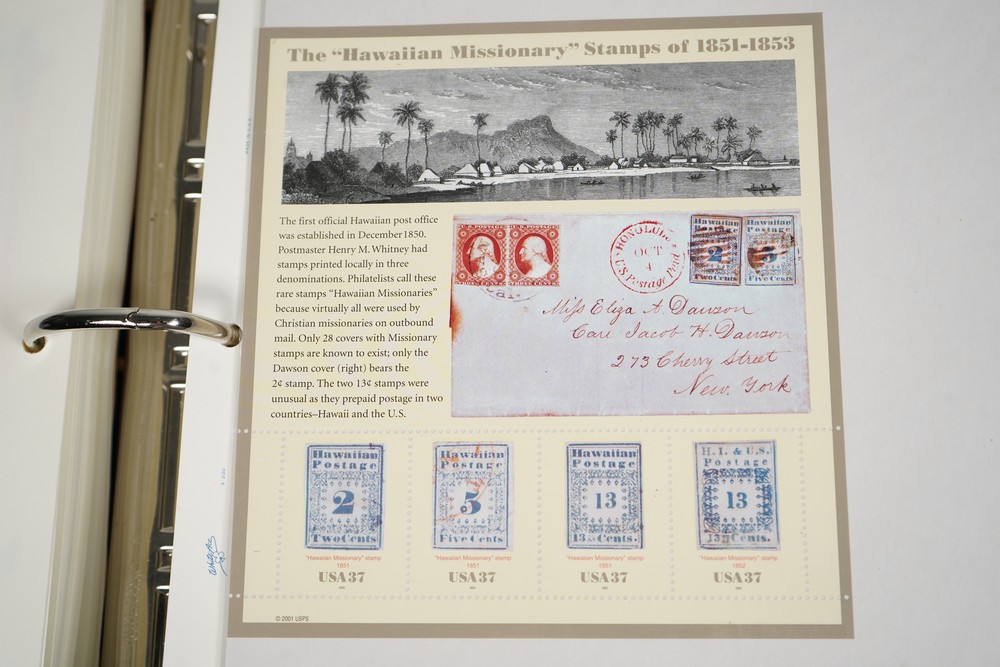 The “Hawaiian Missionary” Stamps of 1851-1853
The first official Hawaiian post office
was established in December 1850.
Postmaster Henry M. Whitney had
stamps printed locally in three
denominations. Philatelists call these
rare stamps “Hawaiian Missionaries”
because virtually all were used by
Christian missionaries on outbound
mail. Only 28 covers with Missionary
stamps are known to exist; only the
Dawson cover (right) bears the
2¢ stamp. The two 13¢ stamps were
unusual as they prepaid postage in two
countries–Hawaii and the U.S.
U.S. POSTAGE
U.S. POSTAGE
THREE CENTS
THREE CENTS
HONOLULU
OCT
4
U.S. Postage Paid
Hawaiian
Postage
2
Two Cents
Hawaiian
Postage
5
Five Cents
Miss Eliza A. Dawson
Care Jacob H. Dawson
273 Cherry Street
New York
Hawaiian
Postage
2
Two Cents
"Hawaiian Missionary" stamp
1851
USA37
Hawaiian
Postage
5
Five Cents
"Hawaiian Missionary" stamp
1851
USA37
Hawaiian
Postage
13
13 Cents.
"Hawaiian Missionary" stamp
1851
USA37
H.I. & U.S.
Postage
13
13 Cents.
"Hawaiian Missionary" stamp
1852
USA37
© 2001 USPS